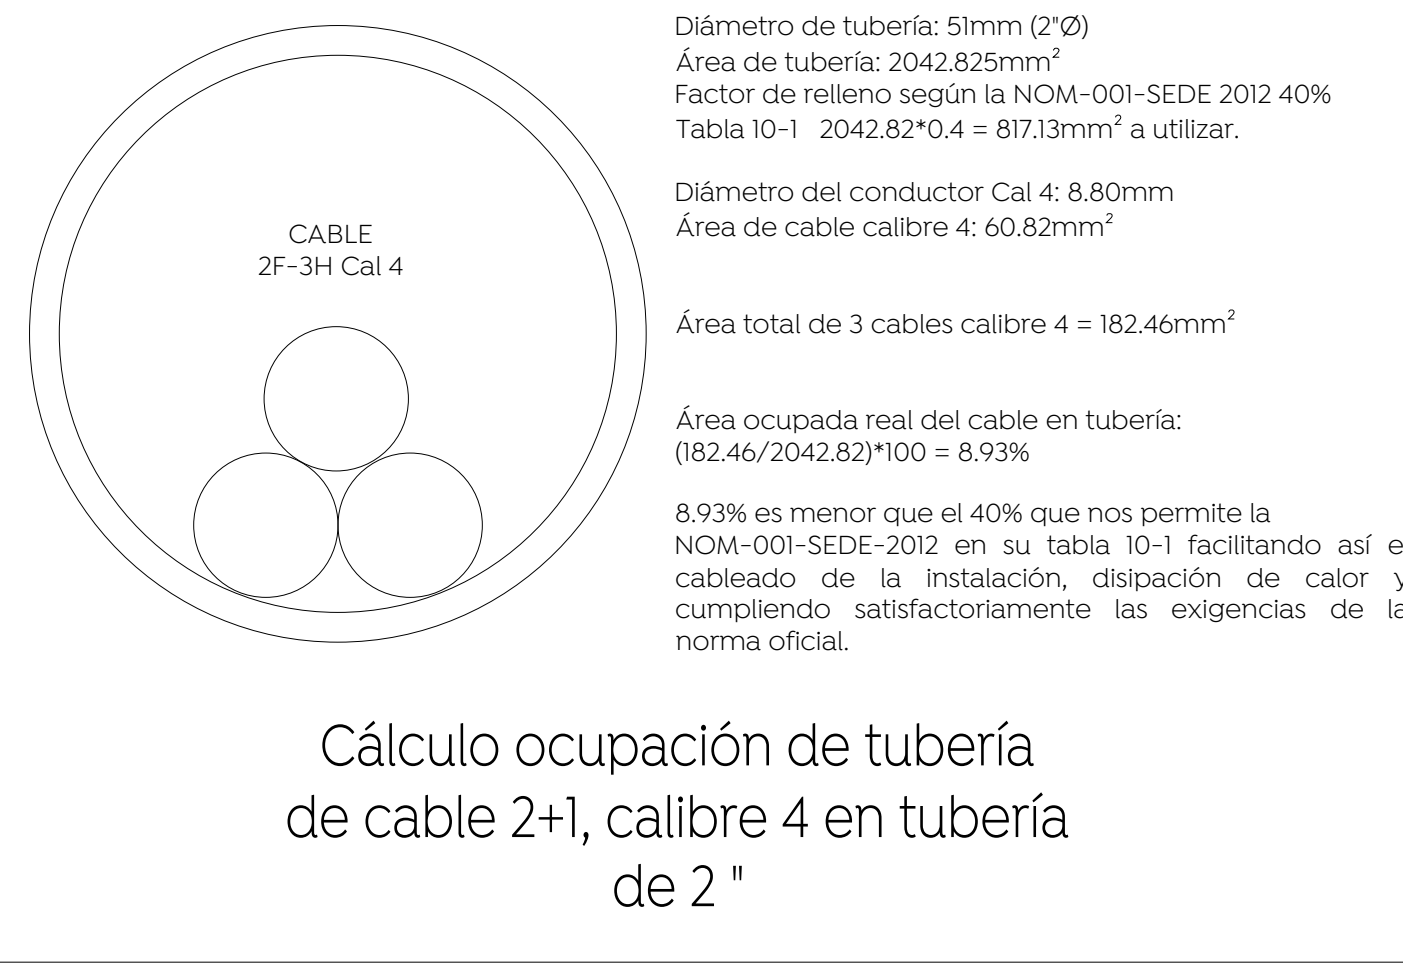 Diámetro de tubería: 51mm (2"Ø)
Área de tubería: 2042.825mm²
Factor de relleno según la NOM-001-SEDE 2012 40%
Tabla 10-1 2042.82*0.4 = 817.13mm² a utilizar.
Diámetro del conductor Cal 4: 8.80mm
Área de cable calibre 4: 60.82mm²
CABLE
2F-3H Cal 4
Área total de 3 cables calibre 4 = 182.46mm²
Área ocupada real del cable en tubería:
(182.46/2042.82)*100 = 8.93%
8.93% es menor que el 40% que nos permite la
NOM-001-SEDE-2012 en su tabla 10-1 facilitando así e
cableado de la instalación, disipación de calor y
cumpliendo satisfactoriamente las exigencias de la
norma oficial.
Cálculo ocupación de tubería
de cable 2+1, calibre 4 en tubería
de 2 "